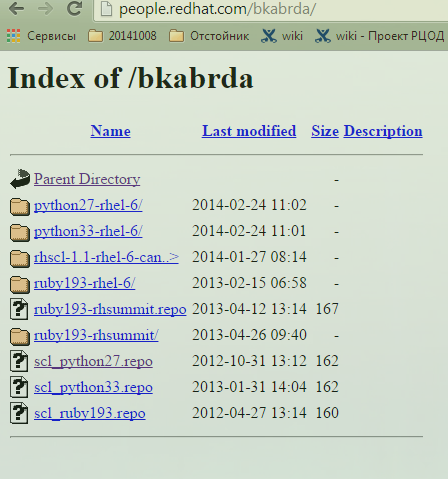 people.redhat.com/bkabrda/
Сервисы 20141008 Отстойник wiki wiki - Проект РЦОД
Index of /bkabrda
Name Last modified Size Description
Parent Directory -
python27-rhel-6/ 2014-02-24 11:02 -
python33-rhel-6/ 2014-02-24 11:01 -
rhscl-1.1-rhel-6-can..> 2014-01-27 08:14 -
ruby193-rhel-6/ 2013-02-15 06:58 -
ruby193-rhsummit.repo 2013-04-12 13:14 167
ruby193-rhsummit/ 2013-04-26 09:40 -
scl_python27.repo 2012-10-31 13:12 162
scl_python33.repo 2013-01-31 14:04 162
scl_ruby193.repo 2012-04-27 13:14 160